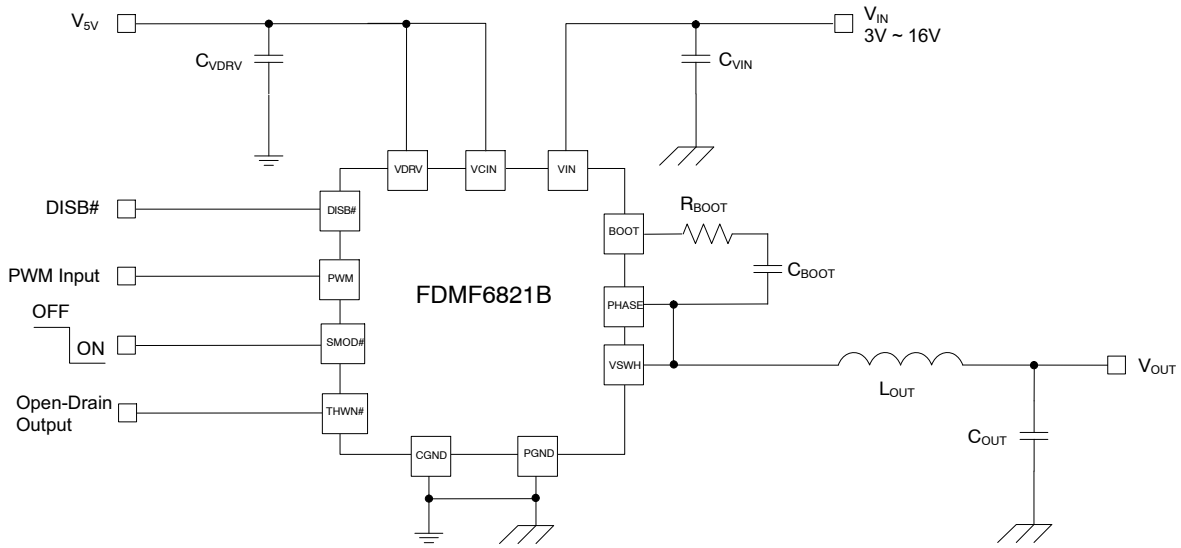 V5V
VIN
3V ~ 16V
CVDRV
CVIN
VDRV
VCIN
VIN
DISB#
DISB#
RBOOT
BOOT
PWM Input
PWM
CBOOT
FDMF6821B
PHASE
OFF
ON
SMOD#
VSWH
VOUT
LOUT
Open-Drain
Output
THWN#
COUT
CGND
PGND